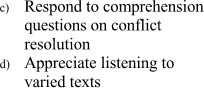 c) Respond to comprehension
questions on conflict
resolution
d) Appreciate listening to
varied texts